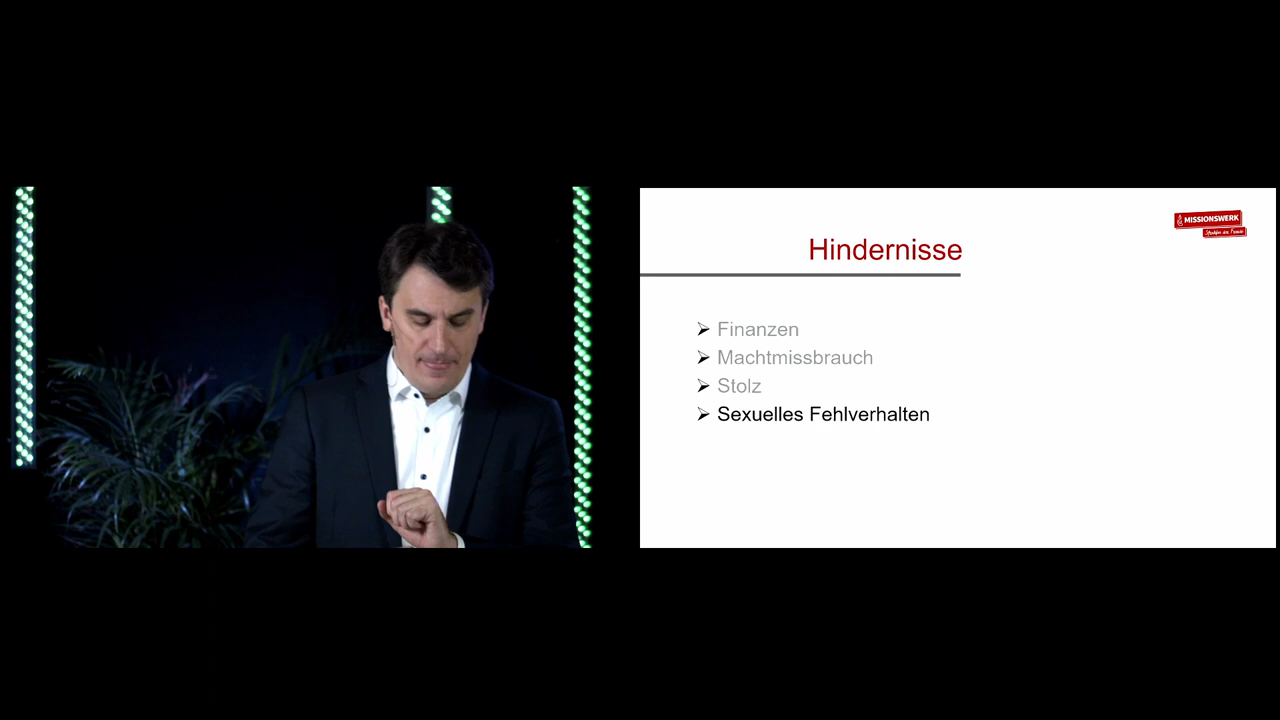 MISSIONSWERK
Hindernisse
Finanzen
Machtmissbrauch
Stolz
Sexuelles Fehlverhalten